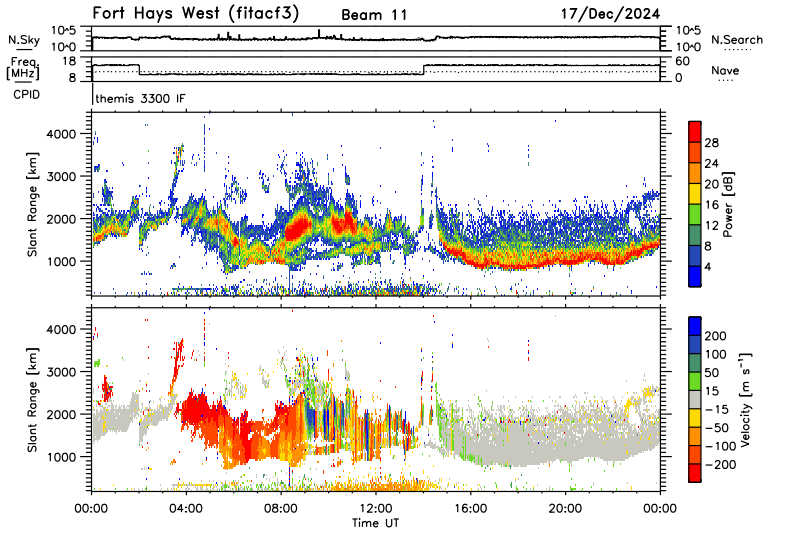 Fort Hays West (fitacf3) Beam 11 17/Dec/2024
N.Sky 10^5 10^0 10^5 10^0 N.Search
Freq. [MHz] 18 8 60 0 Nave
CPID themis 3300 IF
Slant Range [km] 4000 3000 2000 1000
Power [dB] 28 24 20 16 12 8 4
Slant Range [km] 4000 3000 2000 1000
Velocity [m s⁻¹] 200 100 50 15 −15 −50 −100 −200
00:00 04:00 08:00 12:00 16:00 20:00 00:00
Time UT